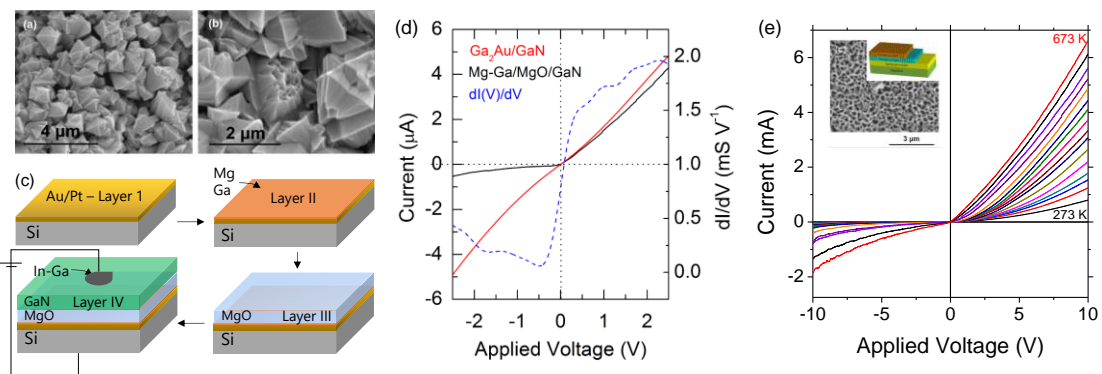 (a)
4 μm
(b)
2 μm
(c)
Au/Pt – Layer 1
Si
Mg
Ga
Layer II
Si
In-Ga
GaN
Layer IV
MgO
Si
MgO
Layer III
Si
(d)
Ga2Au/GaN
Mg-Ga/MgO/GaN
dI(V)/dV
Current (μA)
6
4
2
0
-2
-4
-6
-2
-1
0
1
2
Applied Voltage (V)
2.0
1.5
1.0
0.5
0.0
dI/dV (mS V-1)
(e)
673 K
273 K
3 μm
Current (mA)
6
4
2
0
-2
-10
-5
0
5
10
Applied Voltage (V)